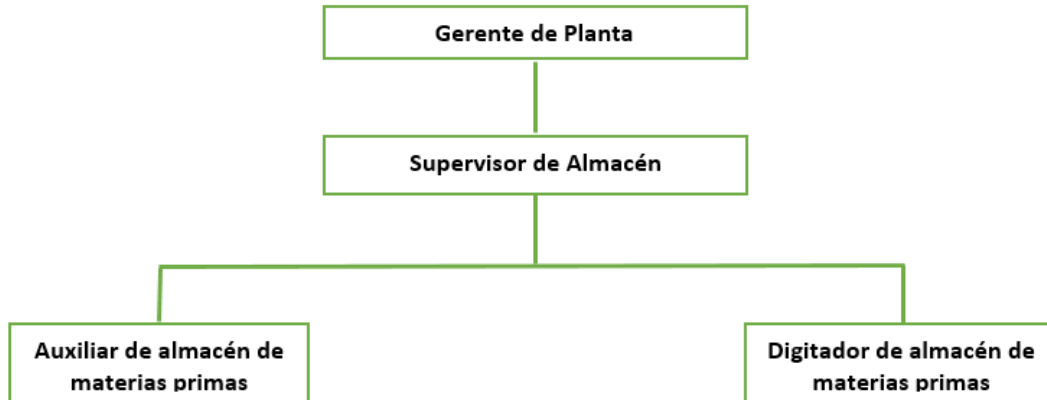 Gerente de Planta
Supervisor de Almacén
Auxiliar de almacén de
materias primas
Digitador de almacén de
materias primas